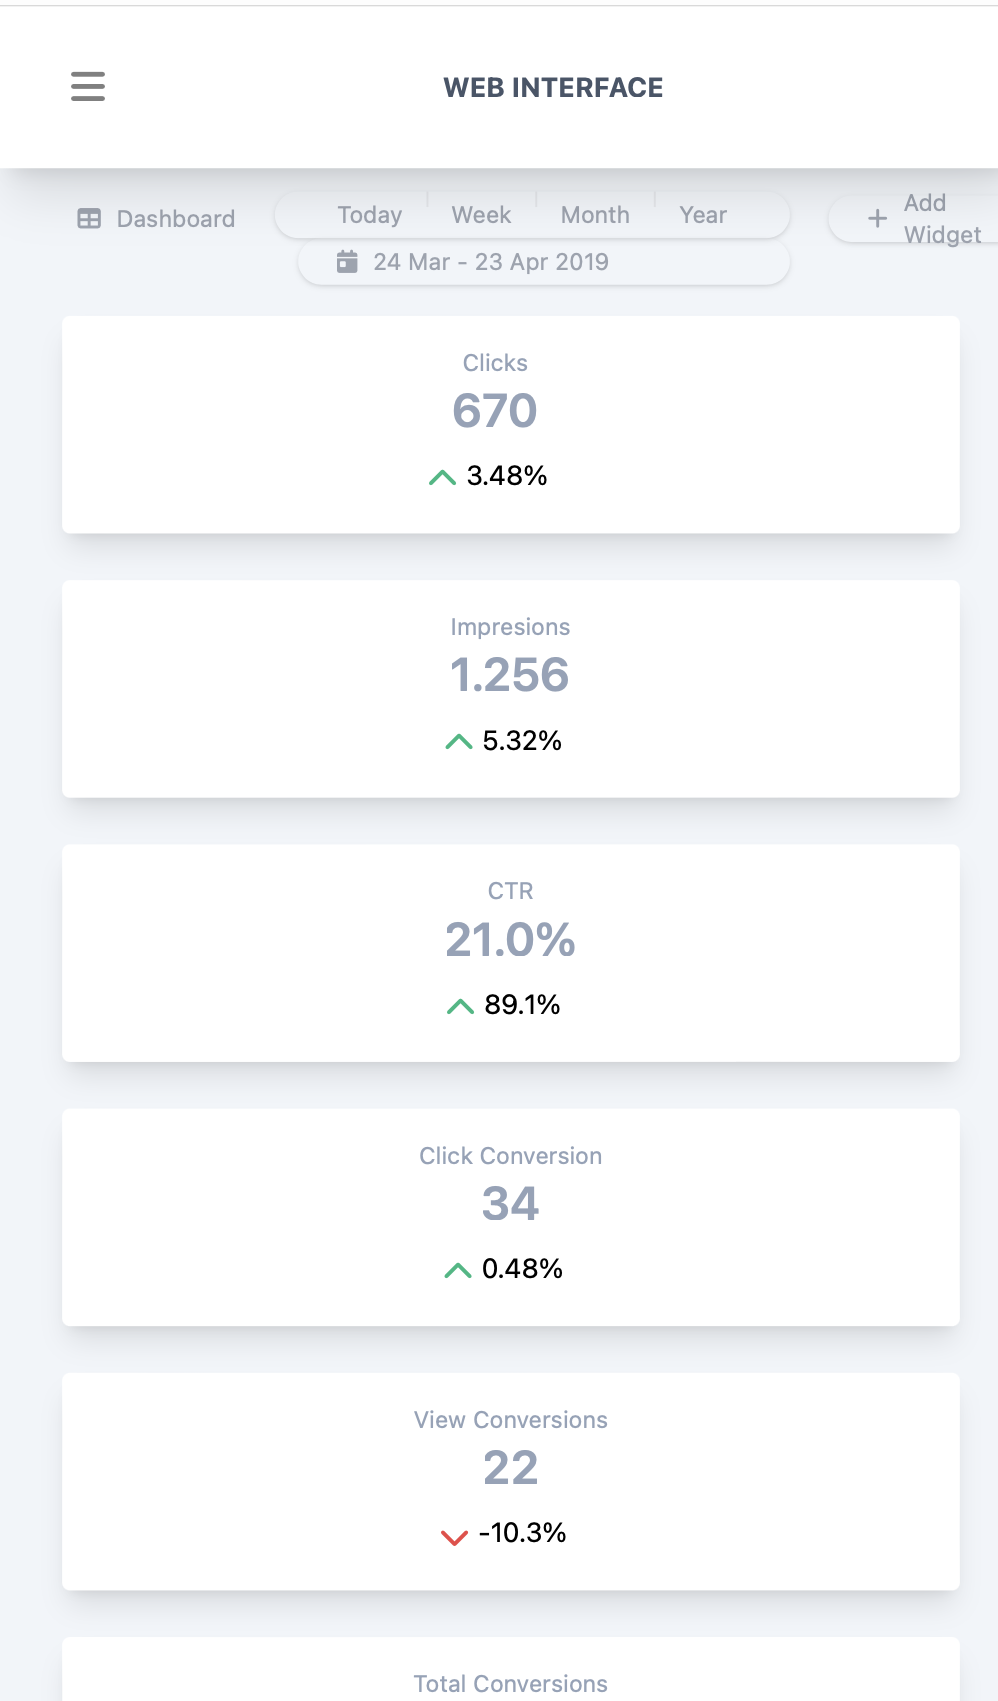 WEB INTERFACE
Dashboard
Today Week Month Year
Add
Widget
24 Mar - 23 Apr 2019
Clicks
670
3.48%
Impresions
1.256
5.32%
CTR
21.0%
89.1%
Click Conversion
34
0.48%
View Conversions
22
-10.3%
Total Conversions